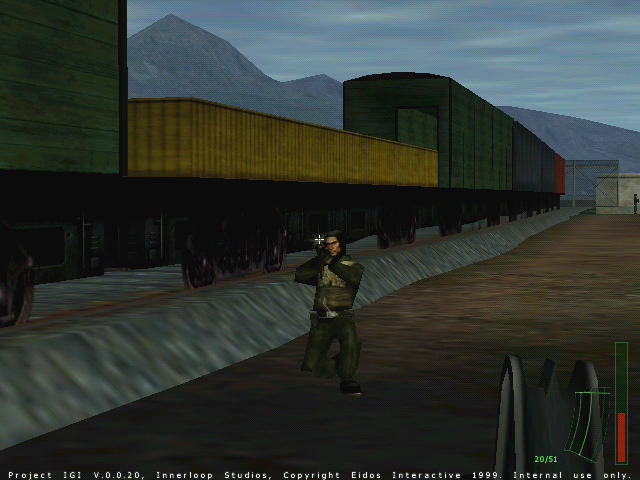 20/51
Project IGI V.0.0.20, Innerloop Studios, Copyright Eidos Interactive 1999. Internal use only.